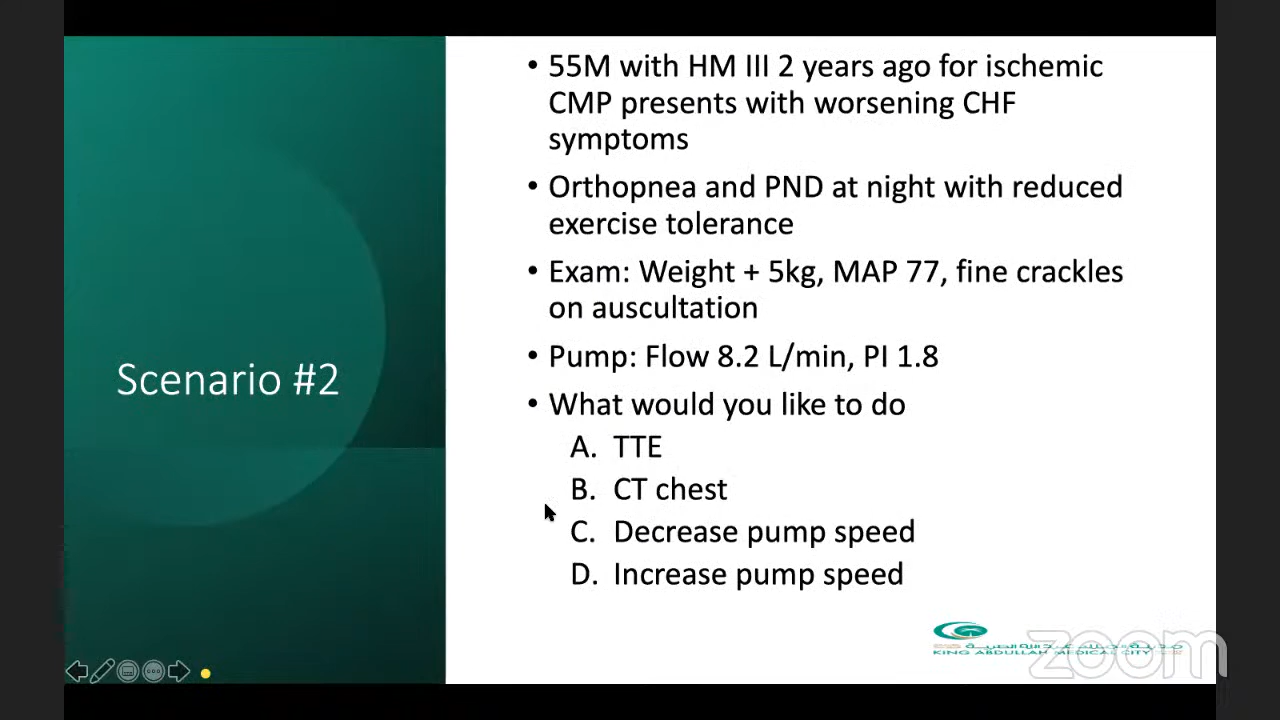 • 55M with HM III 2 years ago for ischemic
CMP presents with worsening CHF
symptoms
• Orthopnea and PND at night with reduced
exercise tolerance
• Exam: Weight + 5kg, MAP 77, fine crackles
on auscultation
• Pump: Flow 8.2 L/min, PI 1.8
• What would you like to do
A. TTE
B. CT chest
C. Decrease pump speed
D. Increase pump speed
Scenario #2
KING ABDULLAH MEDICAL CITY
zoom